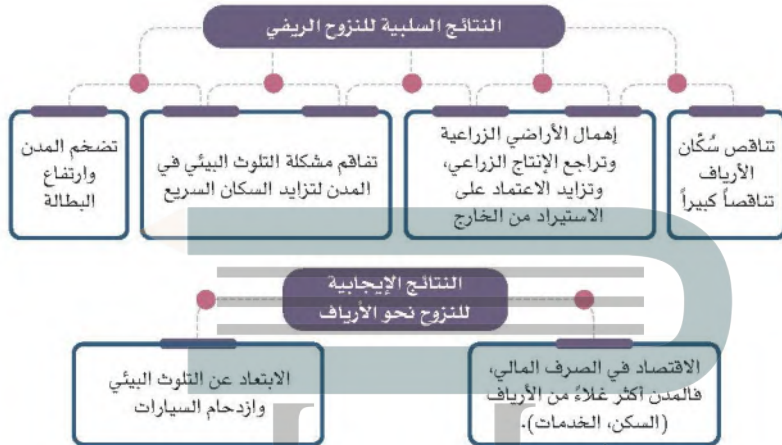 النتائج السلبية للنزوح الريفي
تناقص سُكّان
الأرياف
تناقصاً كبيراً
إهمال الأراضي الزراعية
وتراجع الإنتاج الزراعي،
وتزايد الاعتماد على
الاستيراد من الخارج
تفاقم مشكلة التلوث البيئي في
المدن لتزايد السكان السريع
تضخم المدن
وارتفاع
البطالة
النتائج الإيجابية
للنزوح نحو الأرياف
الاقتصاد في الصرف المالي،
فالمدن أكثر غلاءً من الأرياف
(السكن، الخدمات).
الابتعاد عن التلوث البيئي
وازدحام السيارات